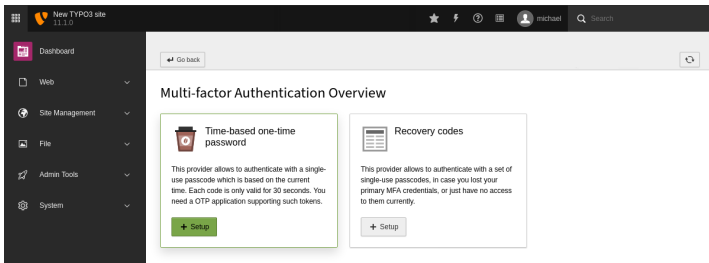 New TYPO3 site
11.1.0
michael
Search
Dashboard
Web
Site Management
File
Admin Tools
System
Go back
Multi-factor Authentication Overview
Time-based one-time
password
This provider allows to authenticate with a single-
use passcode which is based on the current
time. Each code is only valid for 30 seconds. You
need a OTP application supporting such tokens.
+ Setup
Recovery codes
This provider allows to authenticate with a set of
single-use passcodes, in case you lost your
primary MFA credentials, or just have no access
to them currently.
+ Setup